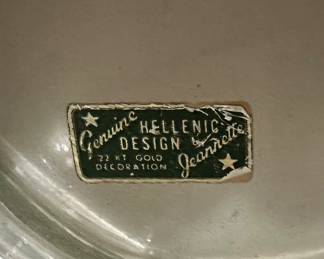 Genuine
HELLENIC
DESIGN by
Jeannette
22 KT GOLD
DECORATION